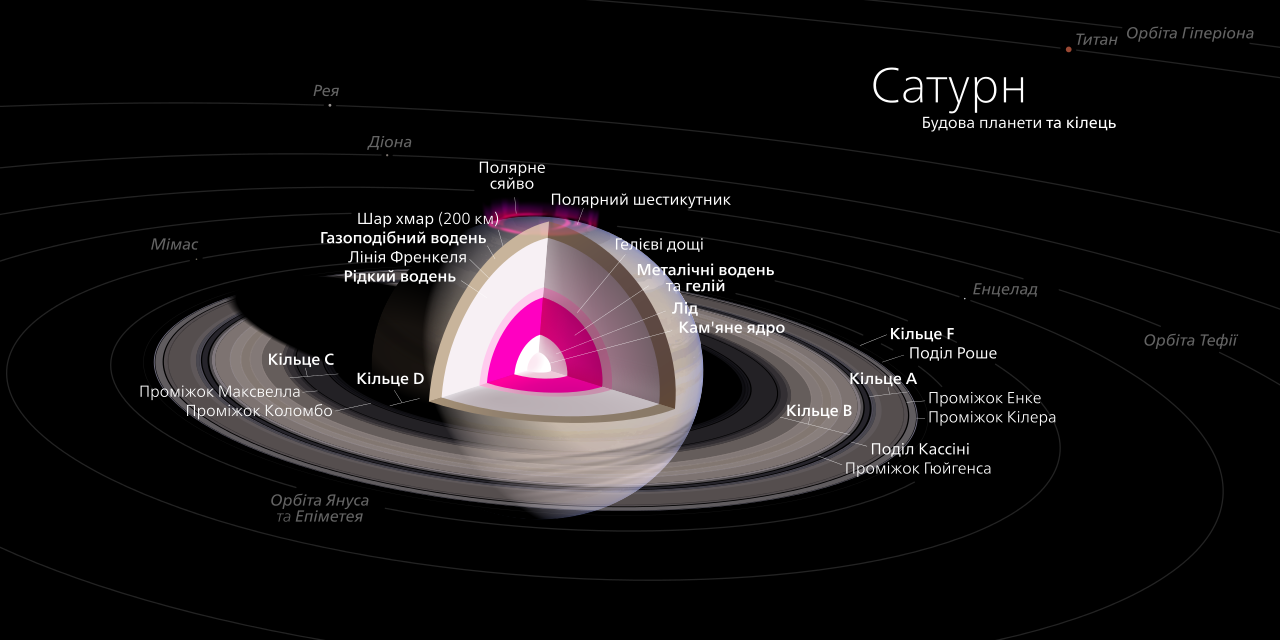 Титан
Орбіта Гіперіона
Сатурн
Будова планети та кілець
Рея
Діона
Полярне
сяйво
Полярний шестикутник
Шар хмар (200 км)
Газоподібний водень
Лінія Френкеля
Рідкий водень
Гелієві дощі
Металічні водень
та гелій
Лід
Кам'яне ядро
Мімас
Енцелад
Орбіта Тефії
Кільце F
Поділ Роше
Кільце A
Проміжок Енке
Проміжок Кілера
Кільце B
Поділ Кассіні
Проміжок Гюйгенса
Кільце C
Кільце D
Проміжок Максвелла
Проміжок Коломбо
Орбіта Януса
та Епіметея